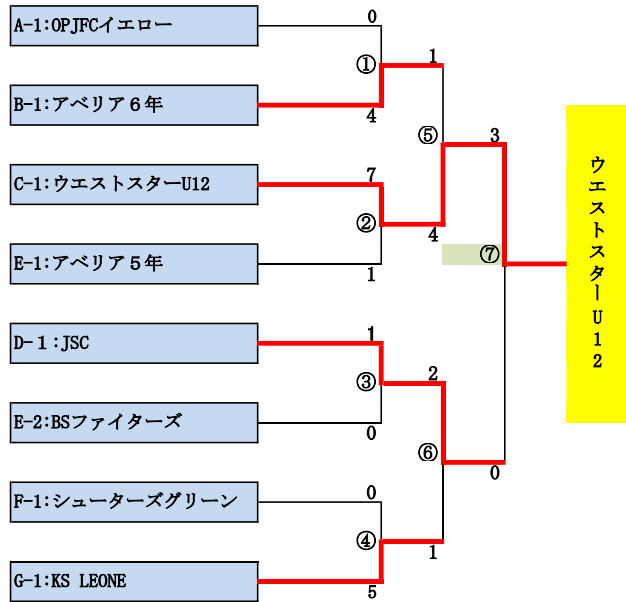 A-1:OPJFCイエロー
0
①
1
B-1:アベリア６年
4
⑤
3
C-1:ウエストスターU12
7
②
4
E-1:アベリア５年
1
⑦
ウエストスターU12
D-１:JSC
1
③
2
E-2:BSファイターズ
0
⑥
0
F-1:シューターズグリーン
0
④
1
G-1:KS LEONE
5